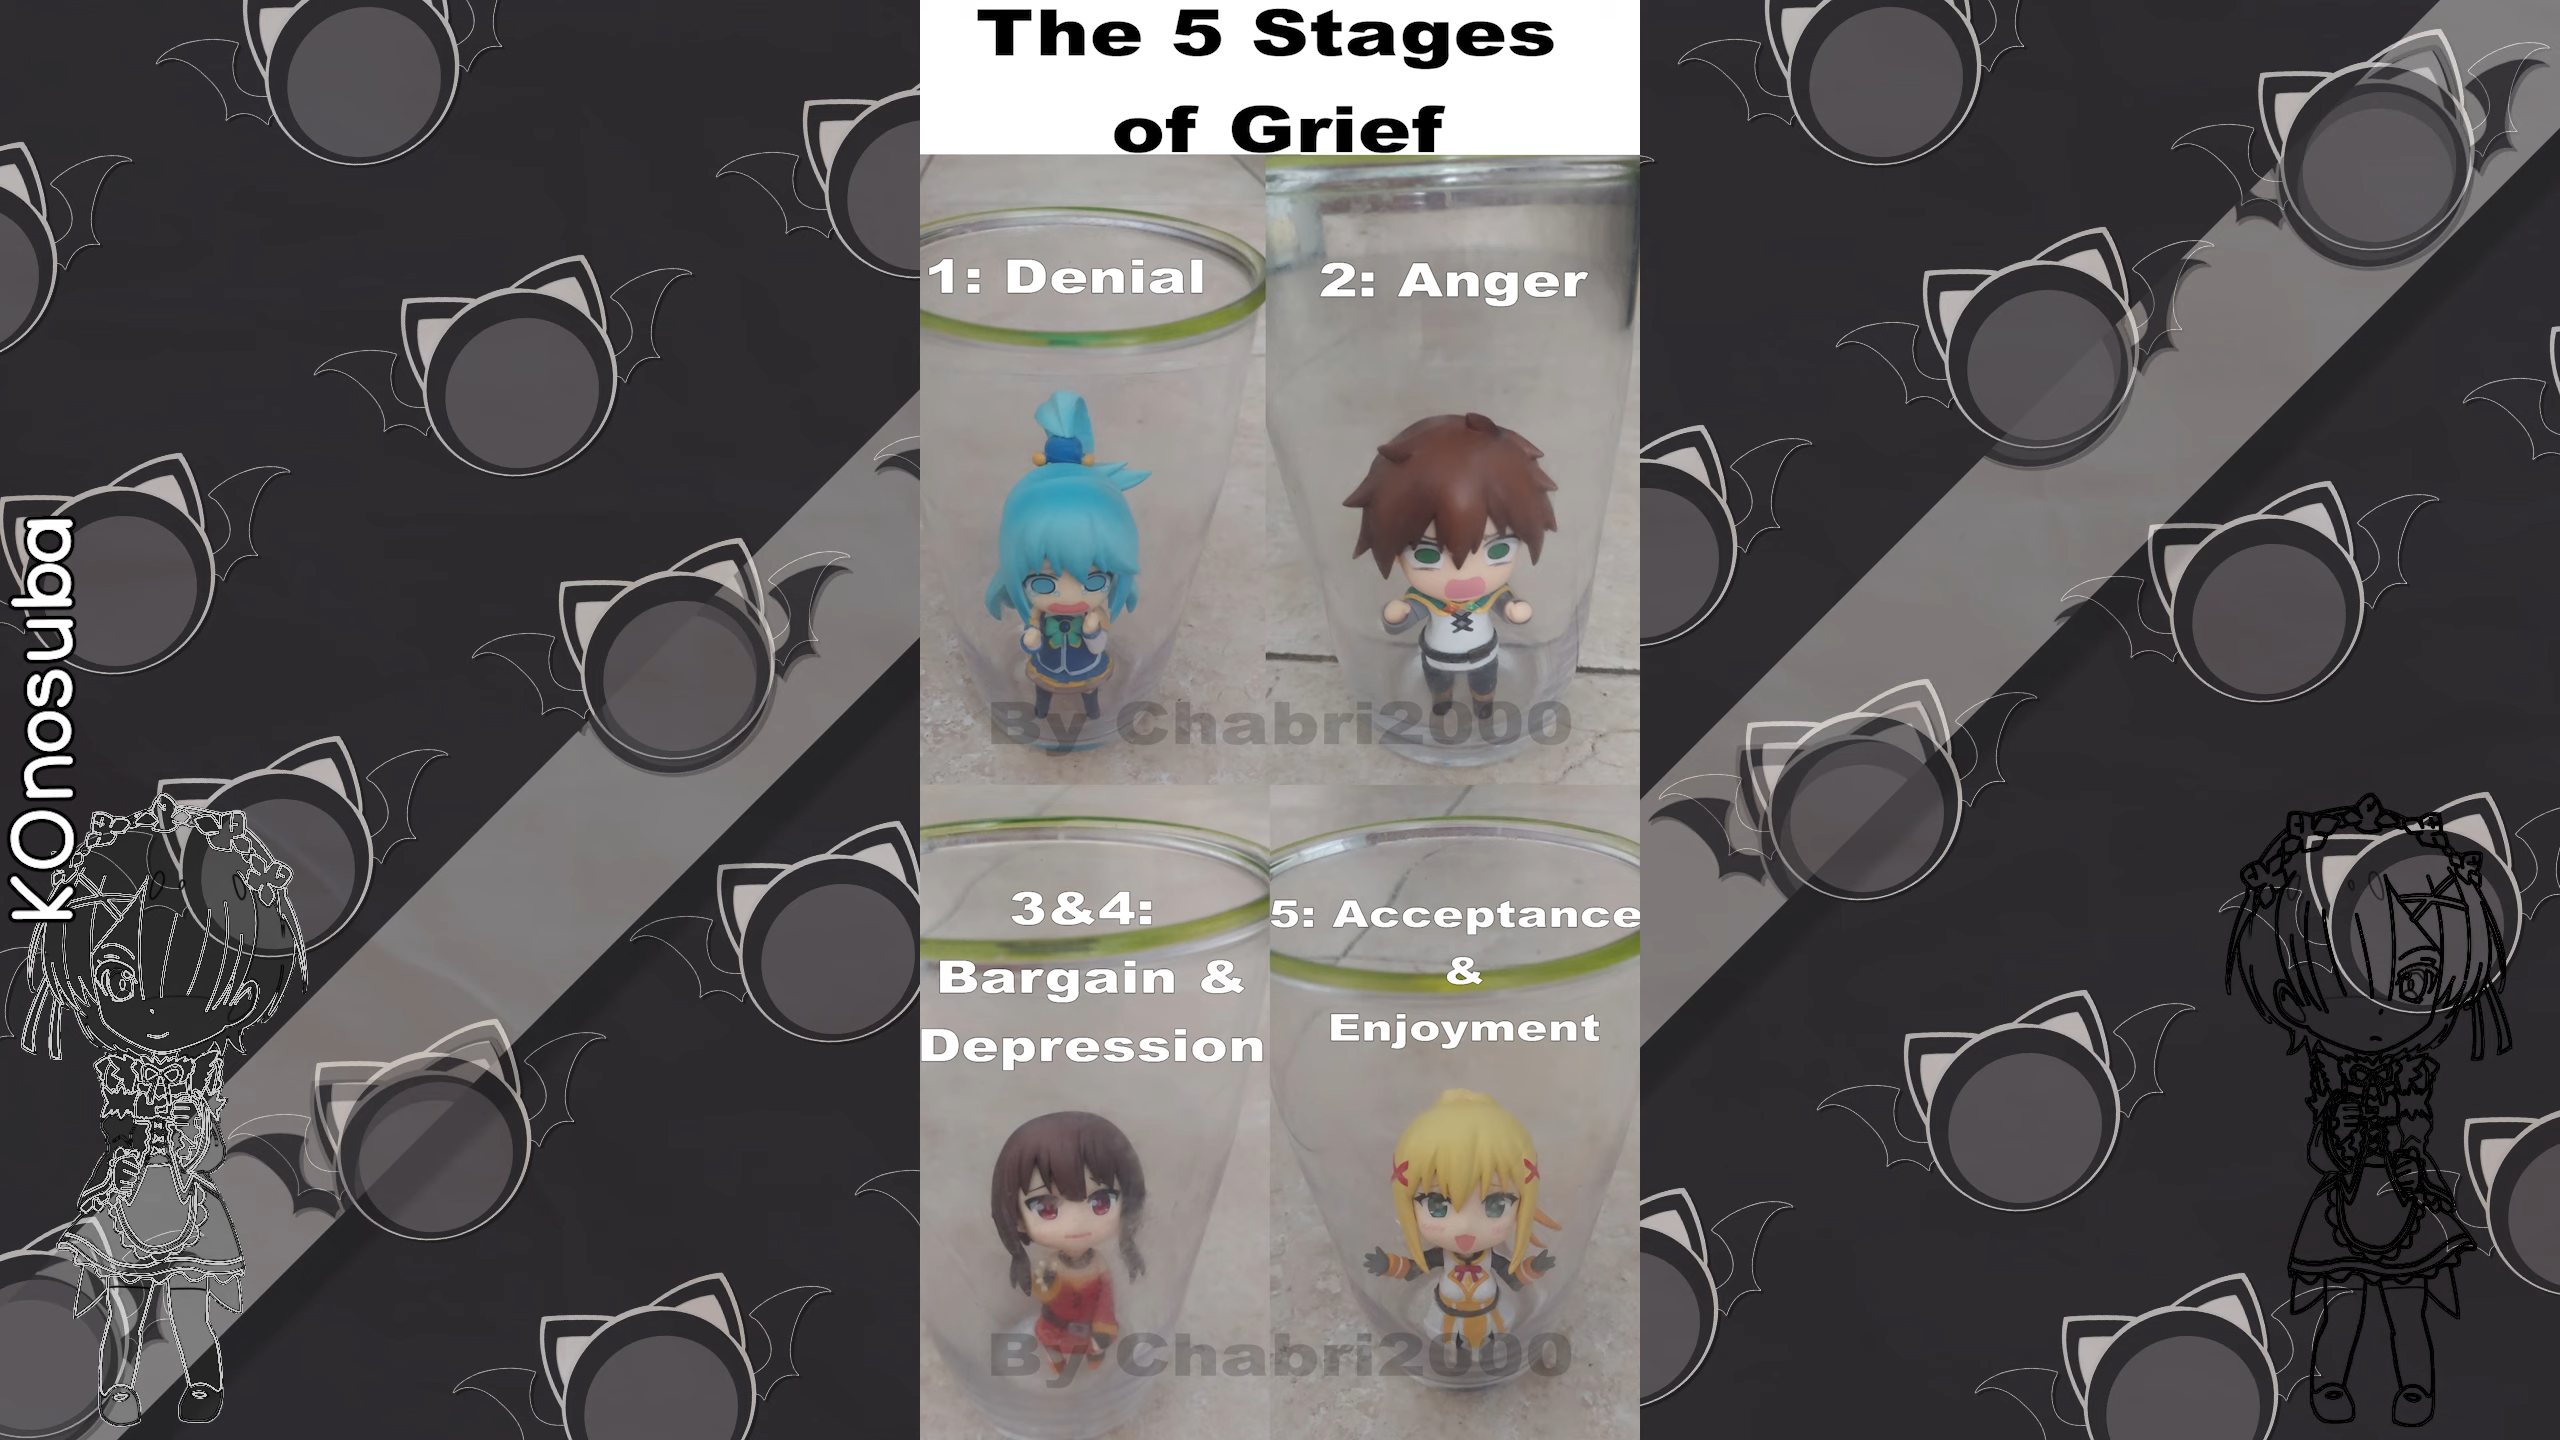 The 5 Stages
of Grief
1: Denial
2: Anger
By Chabri2000
3&4:
Bargain &
Depression
5: Acceptance
&
Enjoyment
By Chabri2000
KOnosuba